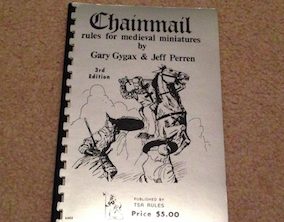 Chainmail
rules for medieval miniatures
by
Gary Gygax & Jeff Perren
3rd
Edition
PUBLISHED BY
TSR RULES
Price $5.00